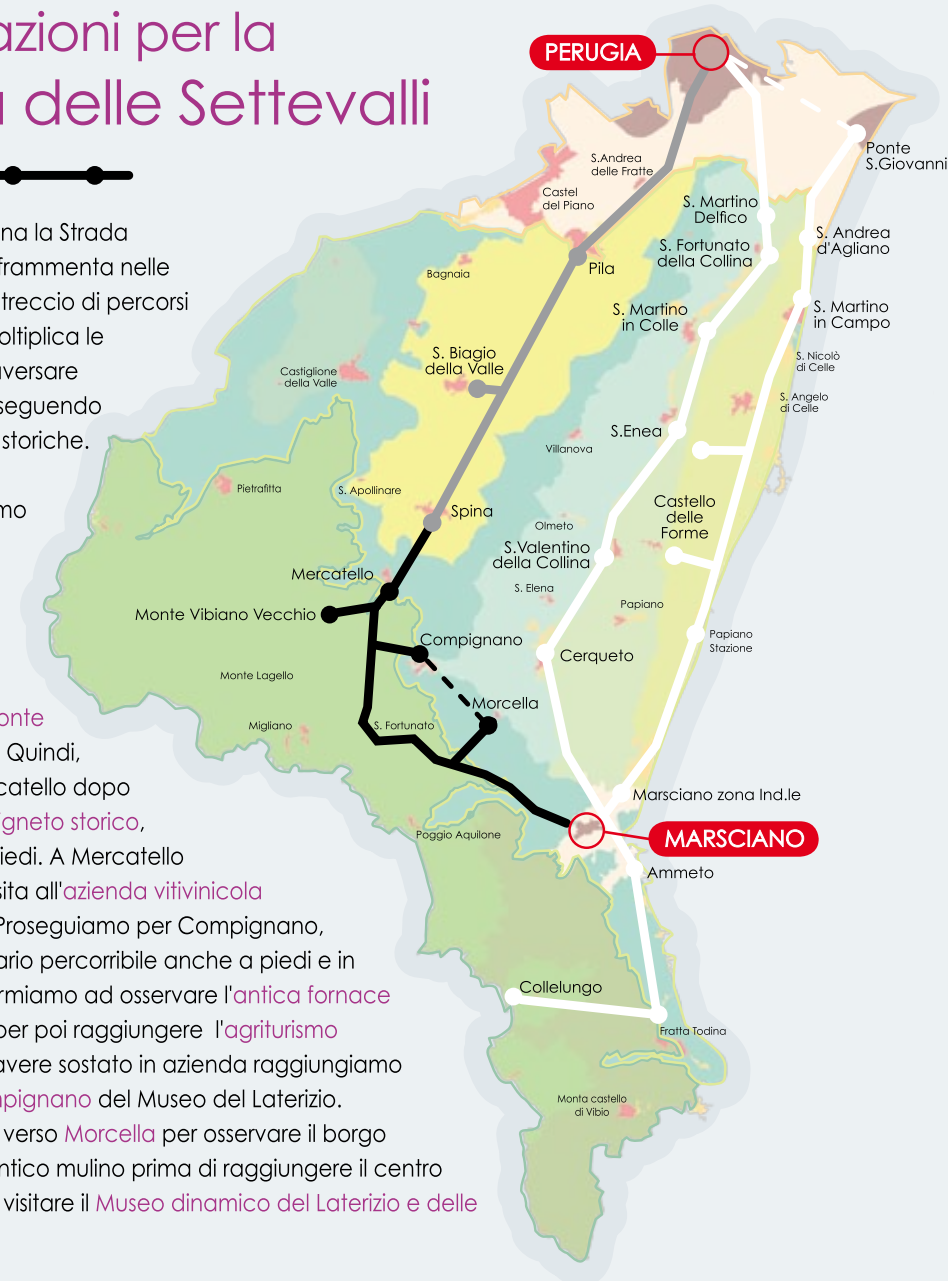 azioni per la
a delle Settevalli
na la Strada
frammenta nelle
treccio di percorsi
oltiplica le
aversare
seguendo
storiche.
mo
onte
Quindi,
catello dopo
igneto storico,
iedi. A Mercatello
sita all'azienda vitivinicola
Proseguiamo per Compignano,
ario percorribile anche a piedi e in
rmiamo ad osservare l'antica fornace
per poi raggiungere l'agriturismo
avere sostato in azienda raggiungiamo
mpignano del Museo del Laterizio.
verso Morcella per osservare il borgo
ntico mulino prima di raggiungere il centro
visitare il Museo dinamico del Laterizio e delle
PERUGIA
Ponte
S.Giovanni
S.Andrea
delle Fratte
Castel
del Piano
S. Martino
Delfico
S. Andrea
d'Agliano
S. Fortunato
della Collina
Pila
Bagnaia
S. Martino
in Colle
S. Martino
in Campo
S. Biagio
della Valle
S. Nicolò
di Celle
Castiglione
della Valle
S. Angelo
di Celle
S.Enea
Villanova
Pietrafitta
S. Apollinare
Castello
delle
Forme
Spina
Olmeto
S.Valentino
della Collina
Mercatello
S. Elena
Papiano
Monte Vibiano Vecchio
Compignano
Papiano
Stazione
Cerqueto
Monte Lagello
Morcella
Migliano
S. Fortunato
Marsciano zona Ind.le
Poggio Aquilone
MARSCIANO
Ammeto
Collelungo
Fratta Todina
Monta castello
di Vibio